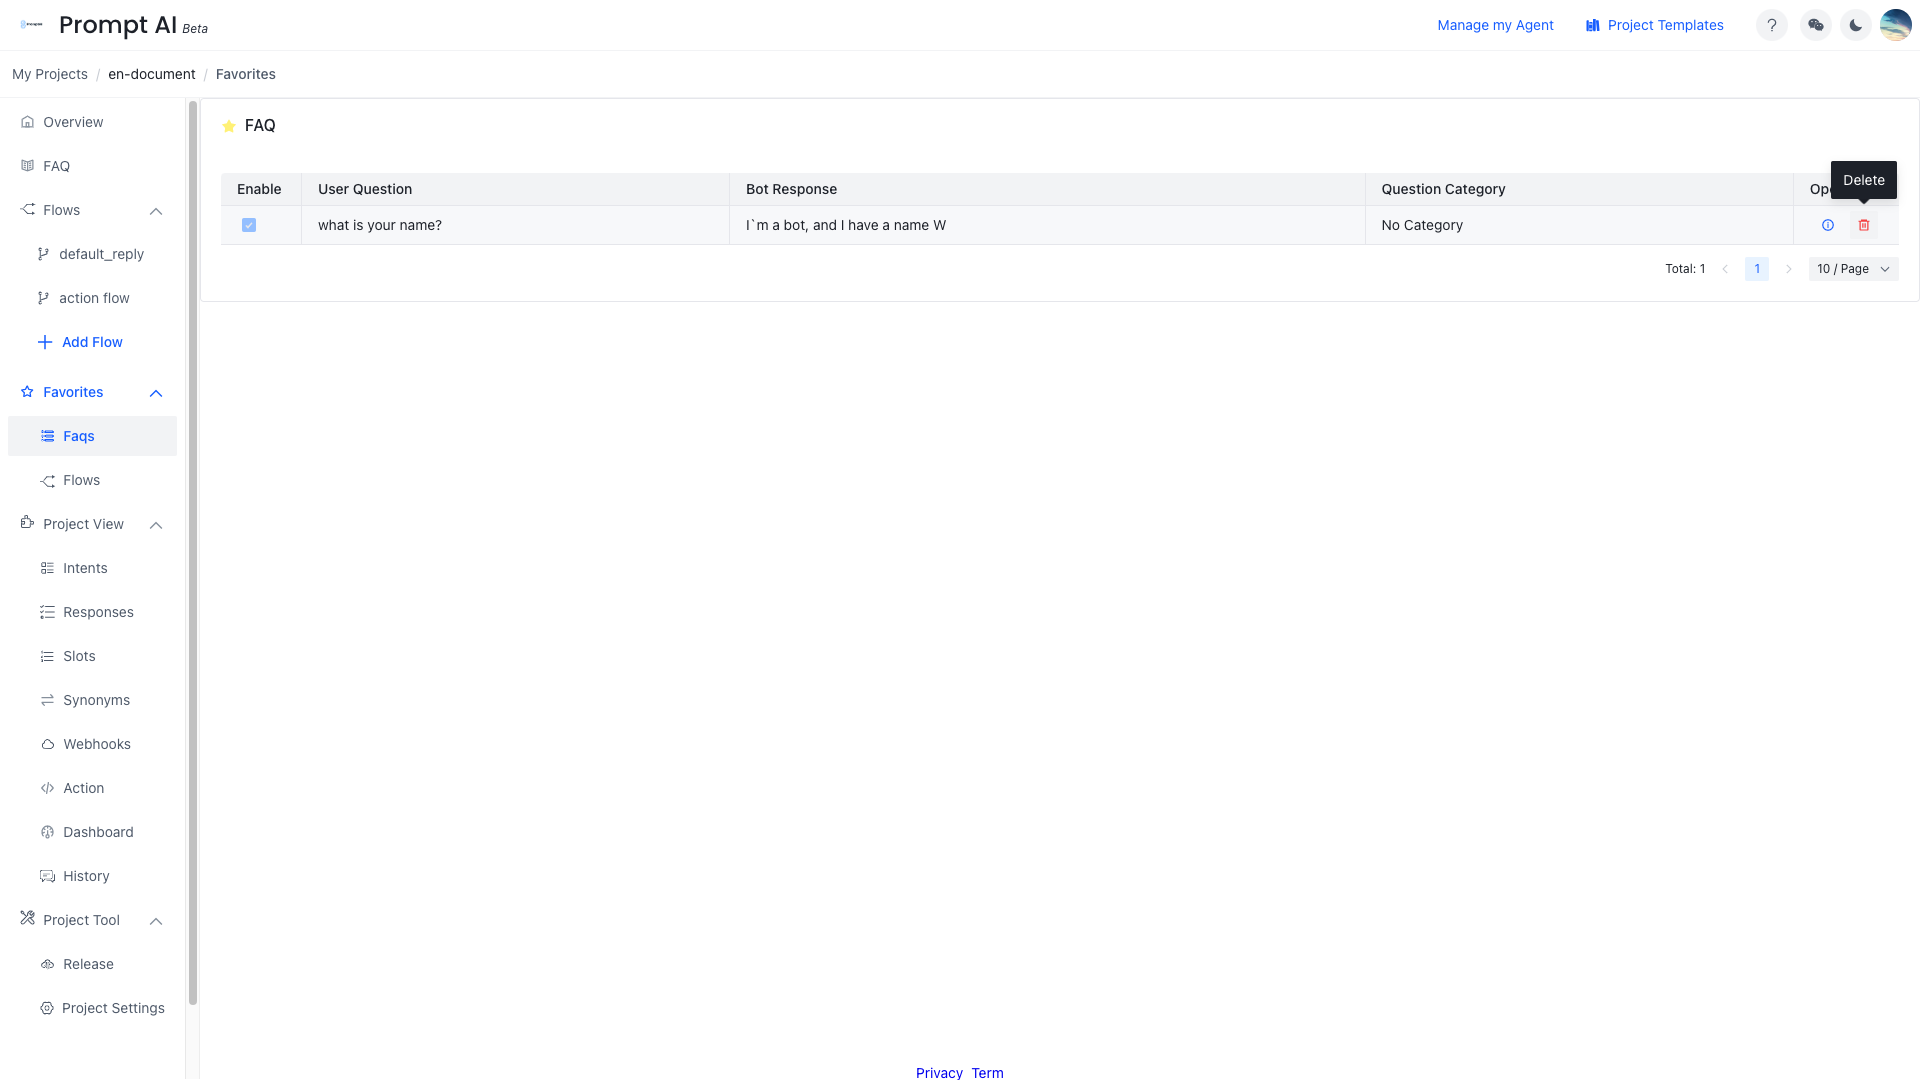 Prompt AI Beta
Manage my Agent
Project Templates
My Projects / en-document / Favorites
Overview
FAQ
Flows
default_reply
action flow
Add Flow
Favorites
Faqs
Flows
Project View
Intents
Responses
Slots
Synonyms
Webhooks
Action
Dashboard
History
Project Tool
Release
Project Settings
FAQ
Delete
Enable User Question Bot Response Question Category
what is your name? I`m a bot, and I have a name W No Category
Total: 1 1 10 / Page
Privacy Term